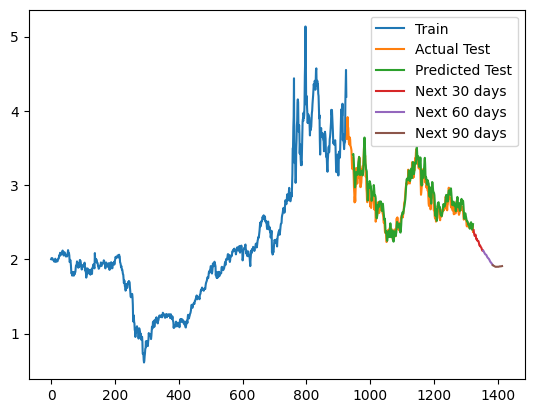 Train
Actual Test
Predicted Test
Next 30 days
Next 60 days
Next 90 days
5
4
3
2
1
0 200 400 600 800 1000 1200 1400